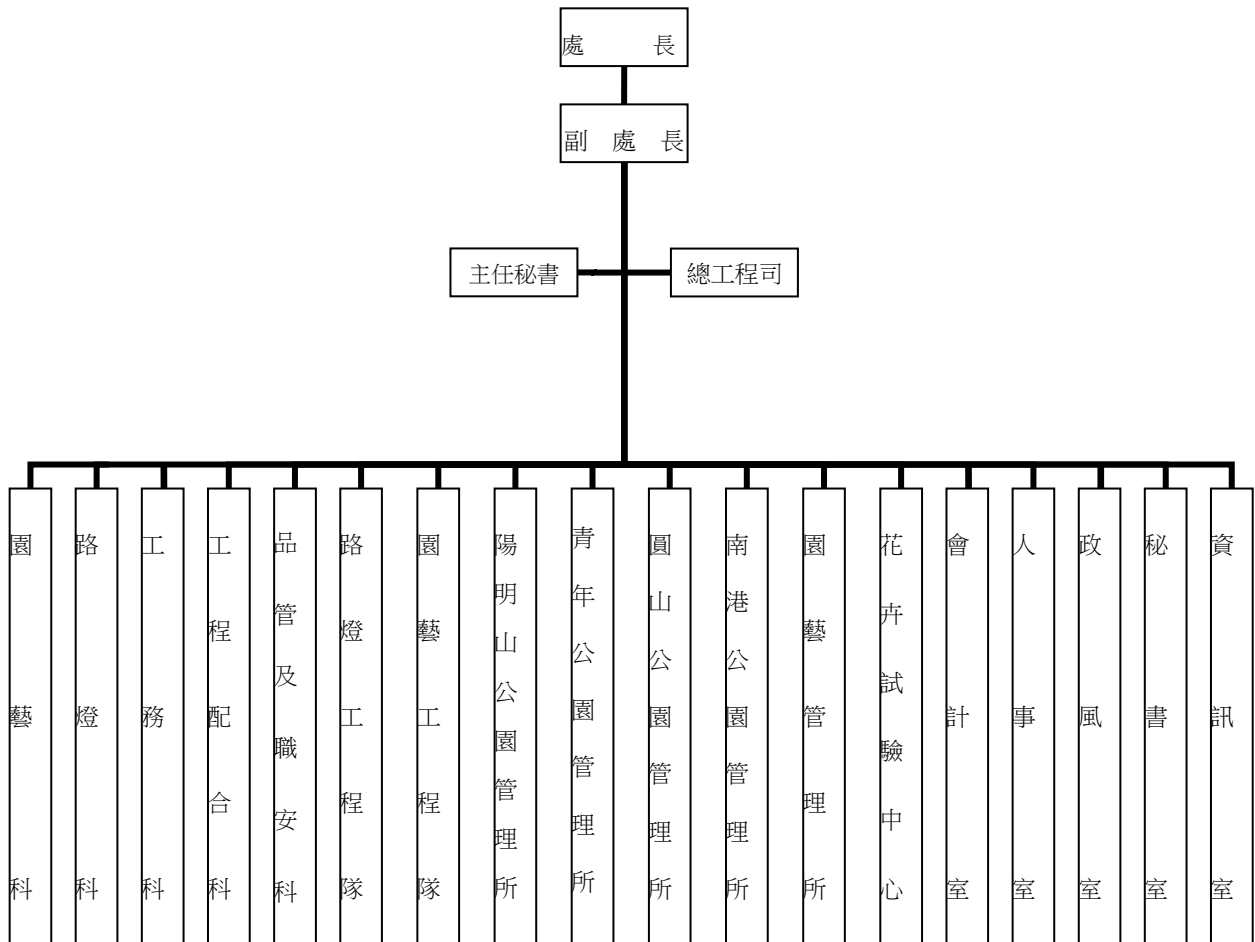 處長
副處長
主任秘書
總工程司
園藝科
路燈科
工務科
工程配合科
品管及職安科
路燈工程隊
園藝工程隊
陽明山公園管理所
青年公園管理所
圓山公園管理所
南港公園管理所
園藝管理所
花卉試驗中心
會計室
人事室
政風室
秘書室
資訊室